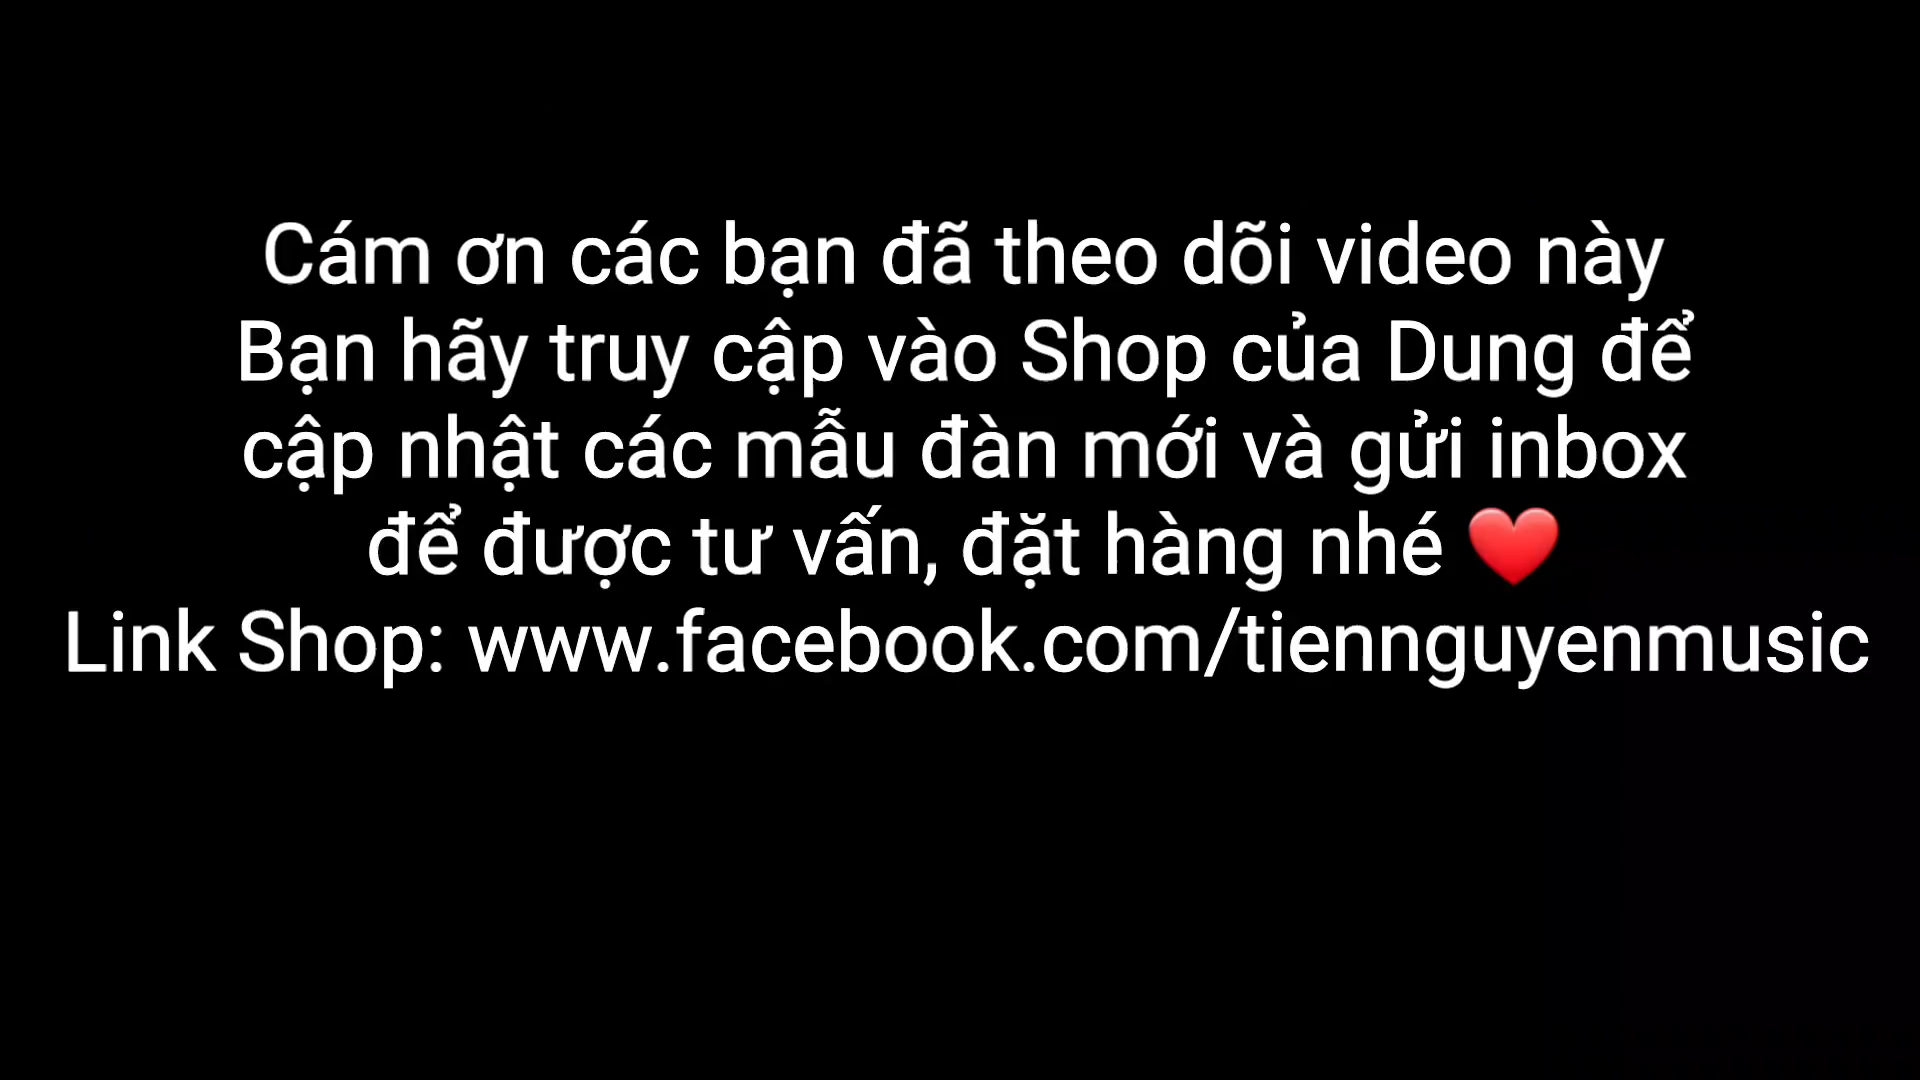 Cám ơn các bạn đã theo dõi video này
Bạn hãy truy cập vào Shop của Dung để
cập nhật các mẫu đàn mới và gửi inbox
để được tư vấn, đặt hàng nhé ❤️
Link Shop: www.facebook.com/tiennguyenmusic